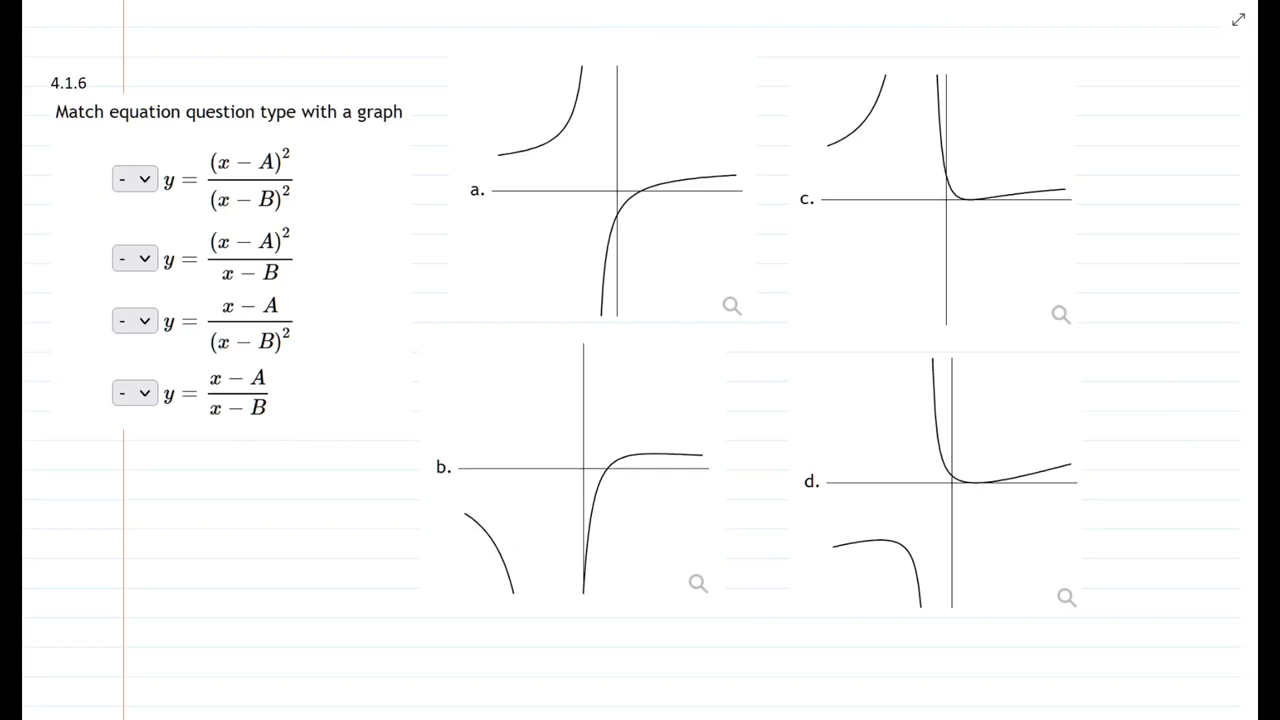 4.1.6
Match equation question type with a graph
- y = (x − A)² / (x − B)²
- y = (x − A)² / x − B
- y = x − A / (x − B)²
- y = x − A / x − B
a.
c.
b.
d.